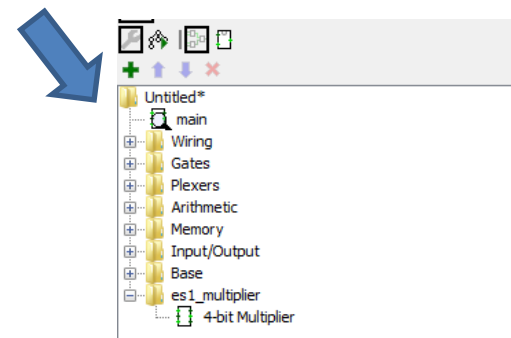 Untitled*
main
Wiring
Gates
Plexers
Arithmetic
Memory
Input/Output
Base
es1_multiplier
4-bit Multiplier